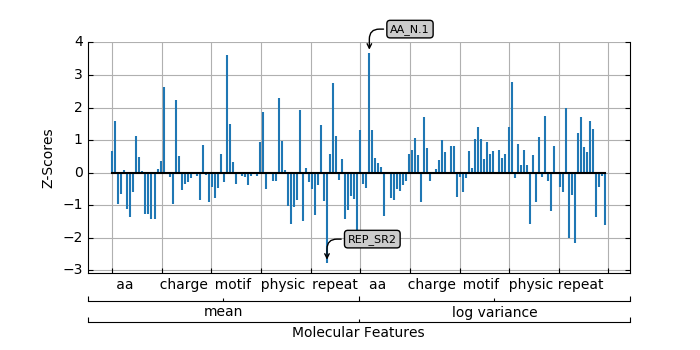 AA_N.1
4
3
2
1
0
−1
−2
−3
Z-Scores
REP_SR2
aa charge motif physic repeat aa charge motif physic repeat
mean log variance
Molecular Features